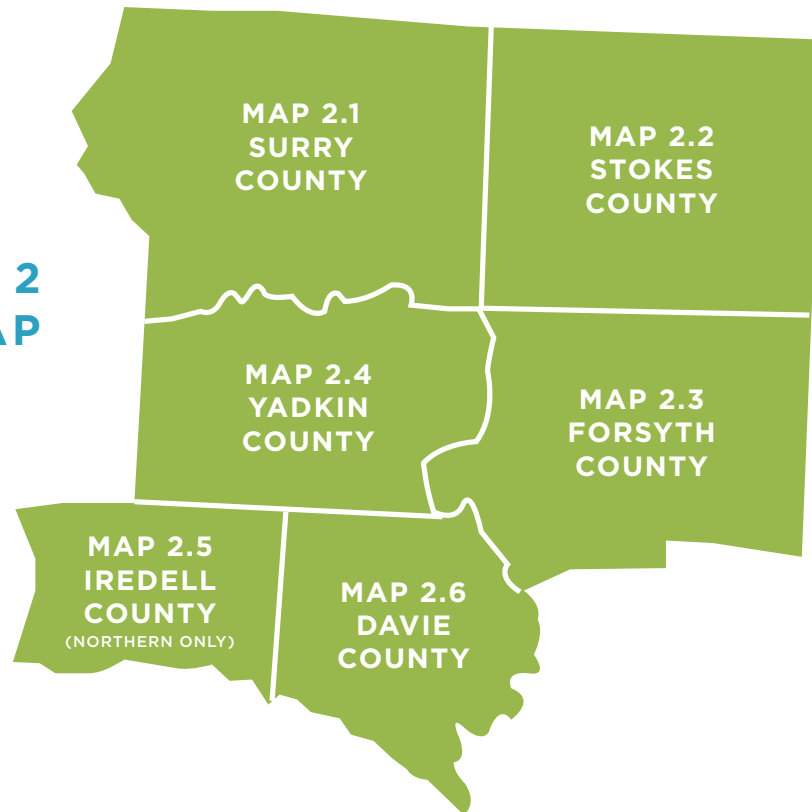 MAP 2.1
SURRY
COUNTY
MAP 2.2
STOKES
COUNTY
2
AP
MAP 2.4
YADKIN
COUNTY
MAP 2.3
FORSYTH
COUNTY
MAP 2.5
IREDELL
COUNTY
(NORTHERN ONLY)
MAP 2.6
DAVIE
COUNTY